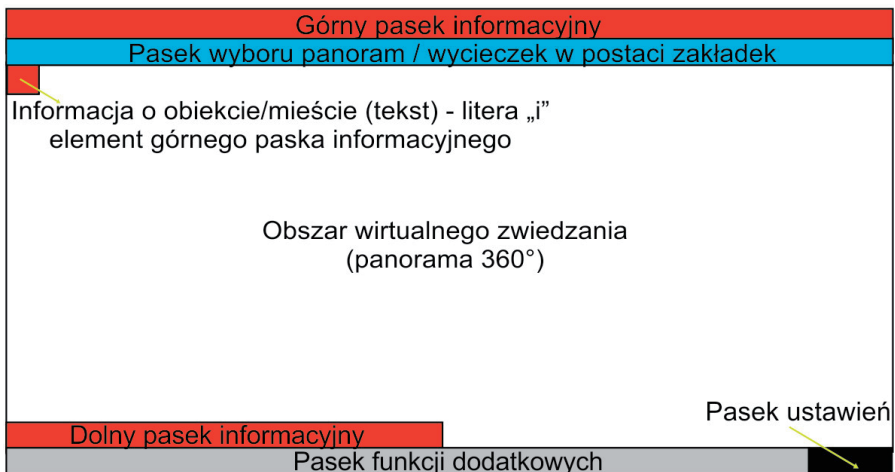 Górny pasek informacyjny
Pasek wyboru panoram / wycieczek w postaci zakładek
Informacja o obiekcie/mieście (tekst) - litera „i”
element górnego paska informacyjnego
Obszar wirtualnego zwiedzania
(panorama 360°)
Pasek ustawień
Dolny pasek informacyjny
Pasek funkcji dodatkowych